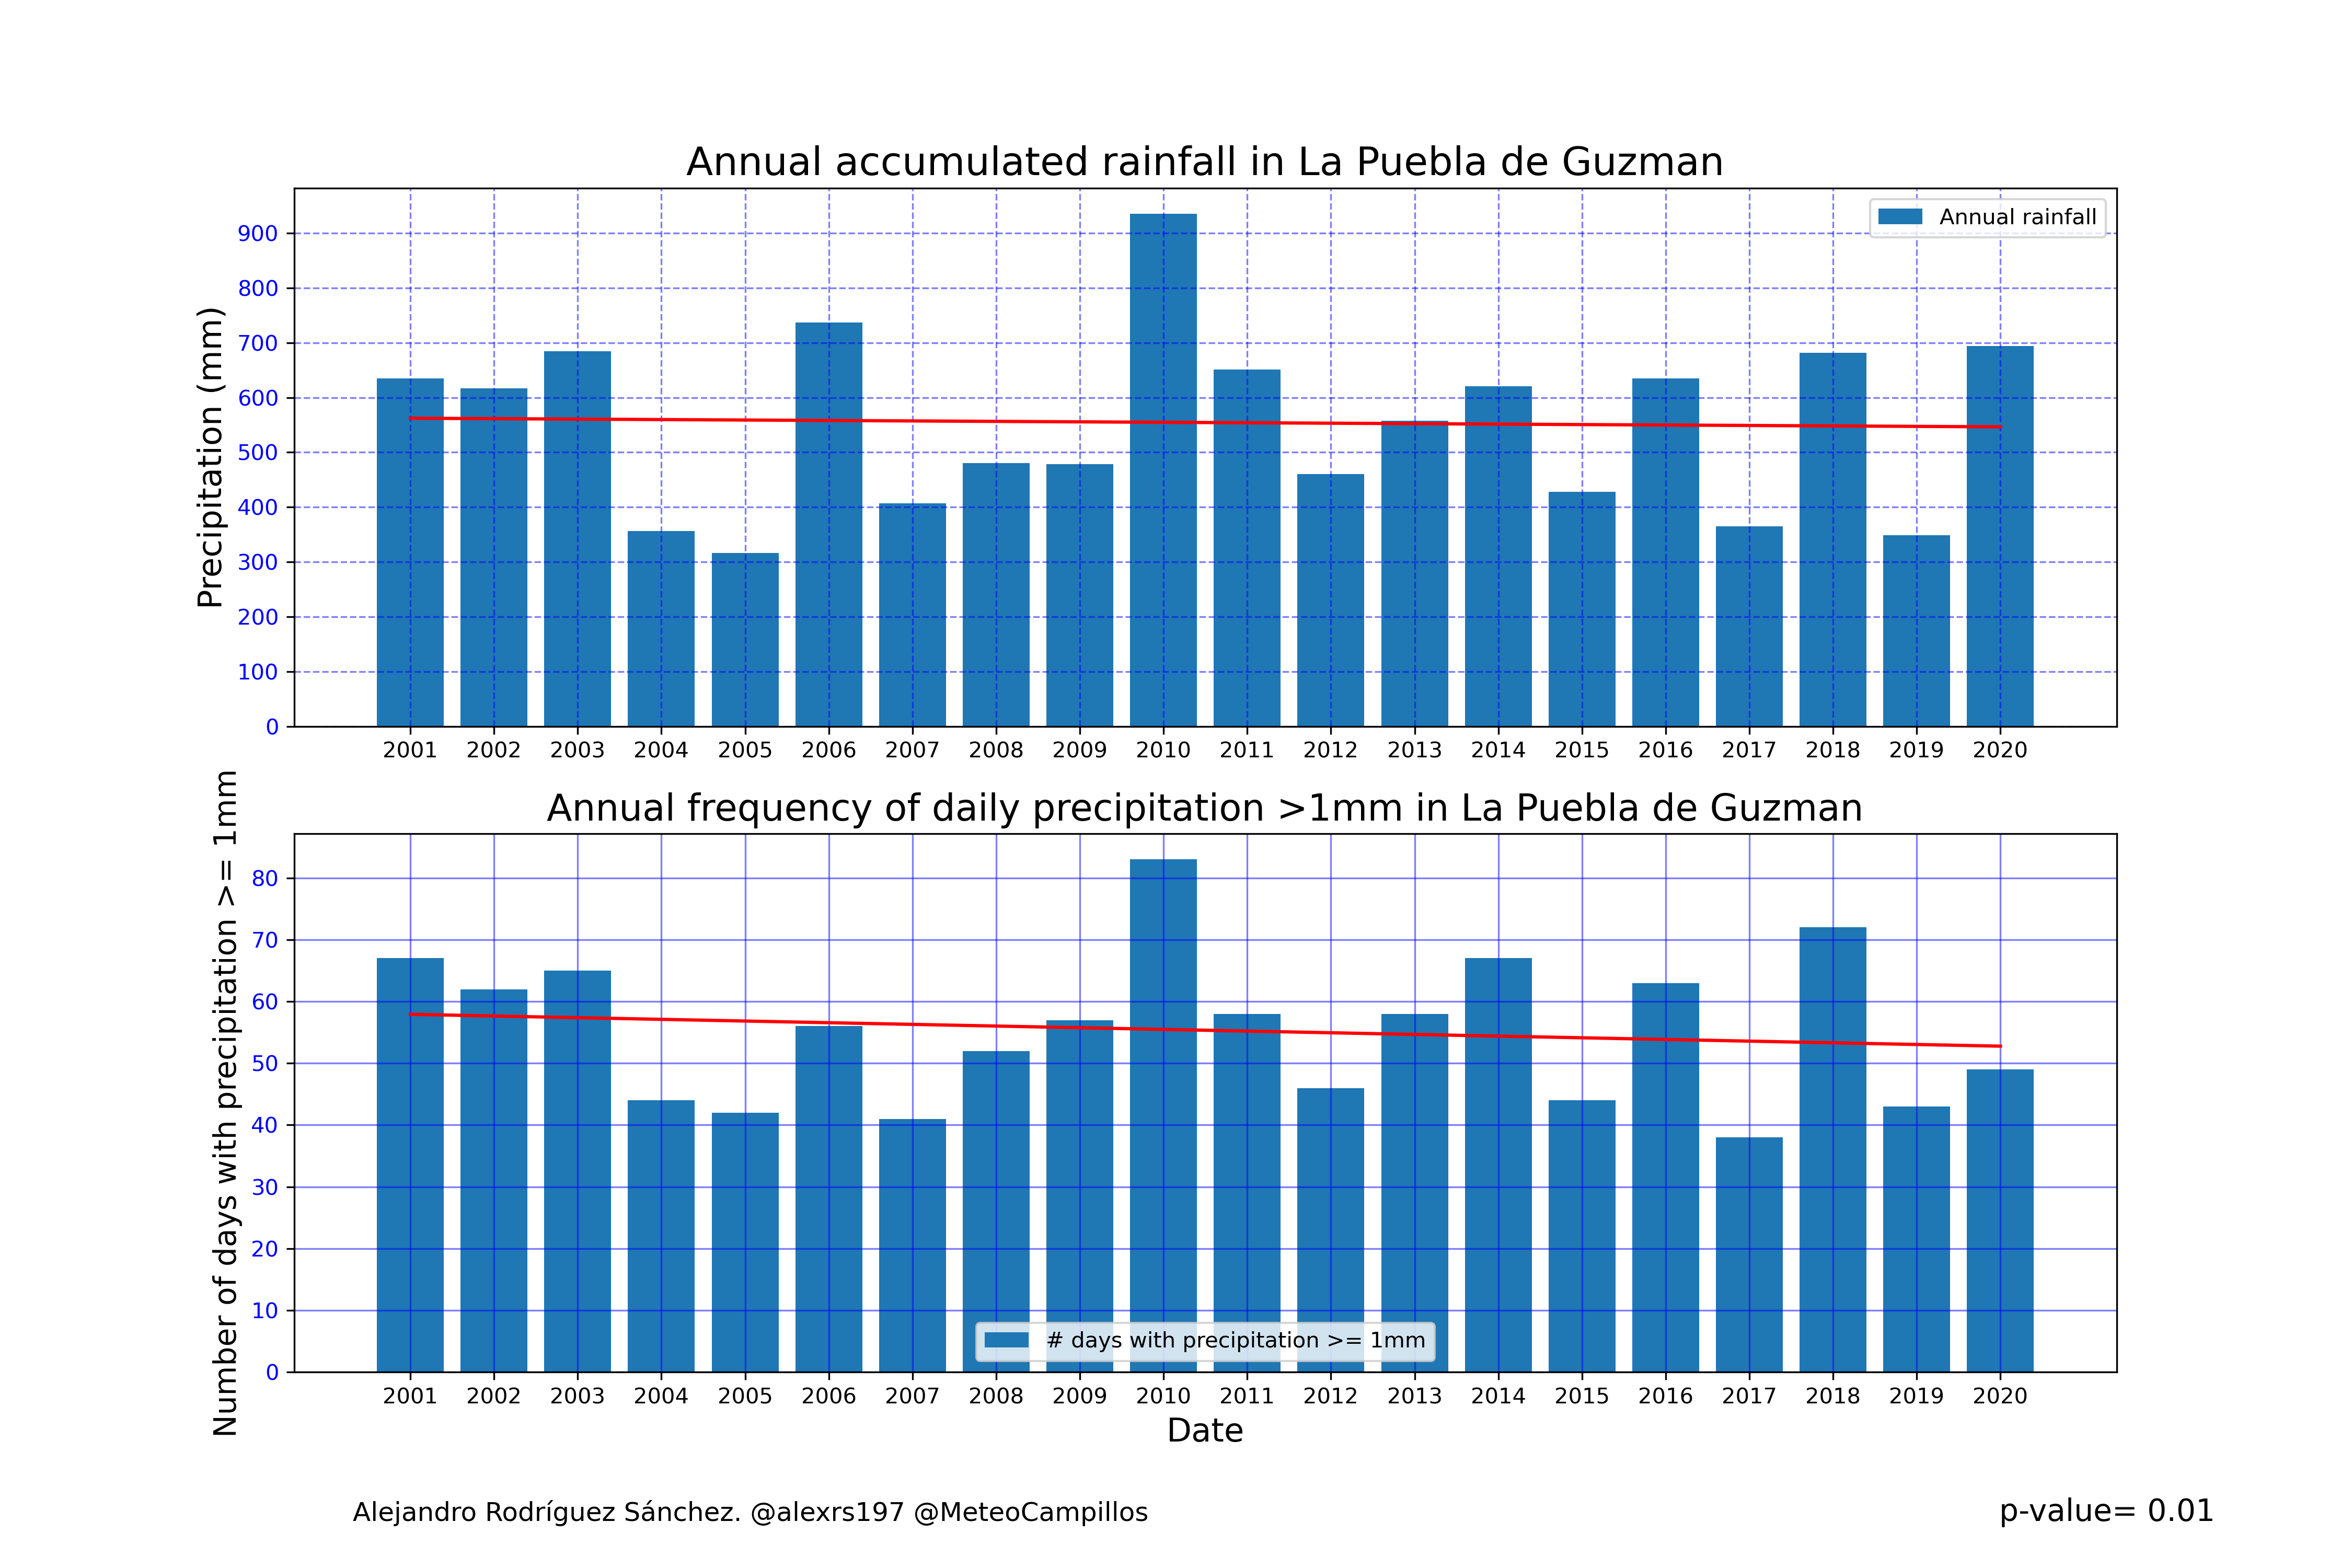 Annual accumulated rainfall in La Puebla de Guzman
Precipitation (mm)
900
800
700
600
500
400
300
200
100
0
Annual rainfall
2001 2002 2003 2004 2005 2006 2007 2008 2009 2010 2011 2012 2013 2014 2015 2016 2017 2018 2019 2020
Annual frequency of daily precipitation >1mm in La Puebla de Guzman
Number of days with precipitation >= 1mm
80
70
60
50
40
30
20
10
0
# days with precipitation >= 1mm
2001 2002 2003 2004 2005 2006 2007 2008 2009 2010 2011 2012 2013 2014 2015 2016 2017 2018 2019 2020
Date
Alejandro Rodríguez Sánchez. @alexrs197 @MeteoCampillos
p-value= 0.01